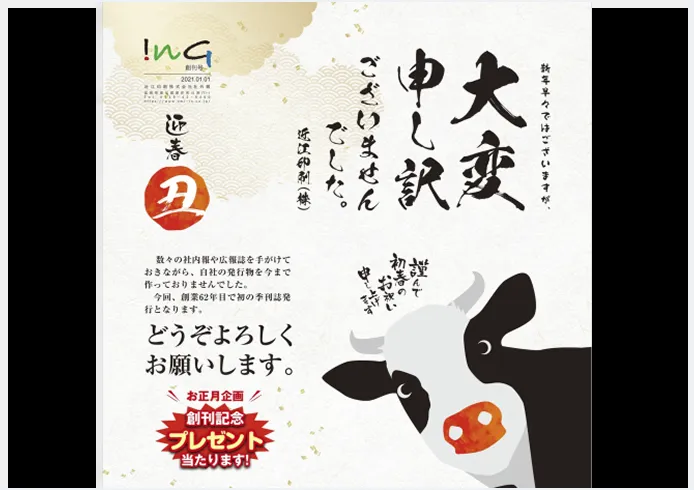 新年早々ではございますが、
大変
申し訳
ございません
でした。
近江印刷(株)
!nG
創刊号
2021.01.01
迎春
丑
数々の社内報や広報誌を手がけて
おきながら、自社の発行物を今まで
作っておりませんでした。
今回、創業62年目で初の季刊誌発
行となります。
どうぞよろしく
お願いします。
お正月企画
創刊記念
プレゼント
当たります!
謹んで
初春の
お祝い
申し上げます